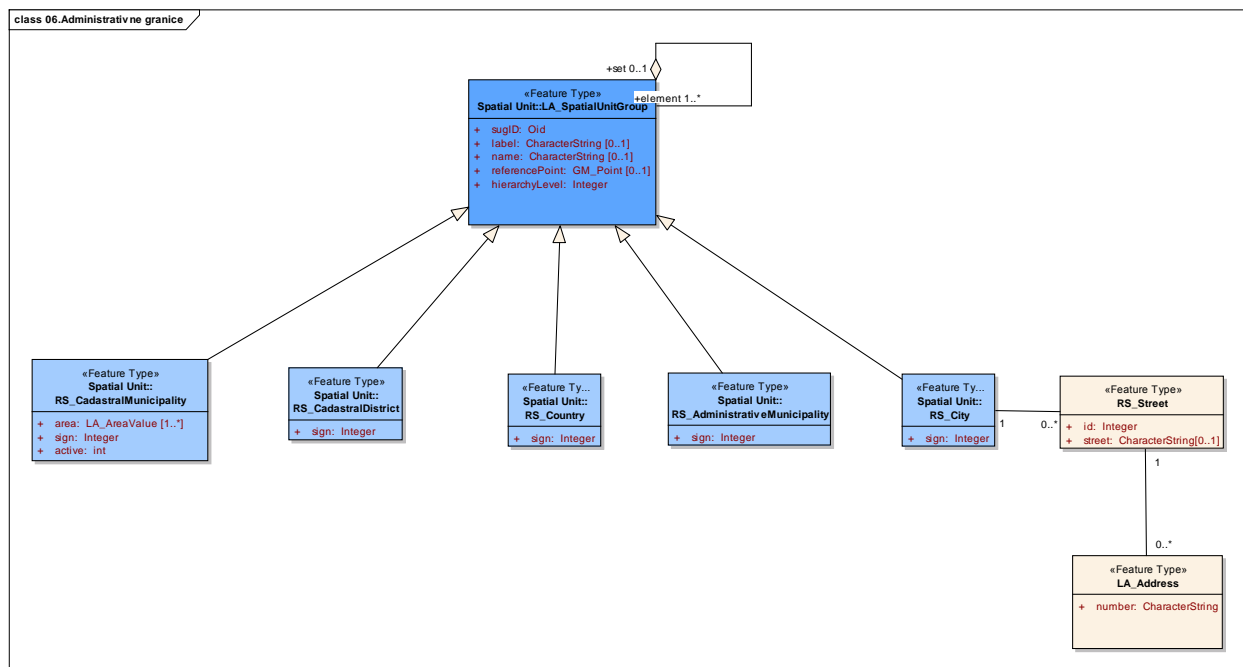 class 06.Administrativne granice
+set 0..1
+element 1..*
«Feature Type»
Spatial Unit::LA_SpatialUnitGroup
+ sugID: Oid
+ label: CharacterString [0..1]
+ name: CharacterString [0..1]
+ referencePoint: GM_Point [0..1]
+ hierarchyLevel: Integer
«Feature Type»
Spatial Unit::
RS_CadastralMunicipality
+ area: LA_AreaValue [1..*]
+ sign: Integer
+ active: int
«Feature Type»
Spatial Unit::
RS_CadastralDistrict
+ sign: Integer
«Feature Ty...
Spatial Unit::
RS_Country
+ sign: Integer
«Feature Type»
Spatial Unit::
RS_AdministrativeMunicipality
+ sign: Integer
«Feature Ty...
Spatial Unit::
RS_City
+ sign: Integer
1
0..*
«Feature Type»
RS_Street
+ id: Integer
+ street: CharacterString[0..1]
1
0..*
«Feature Type»
LA_Address
+ number: CharacterString